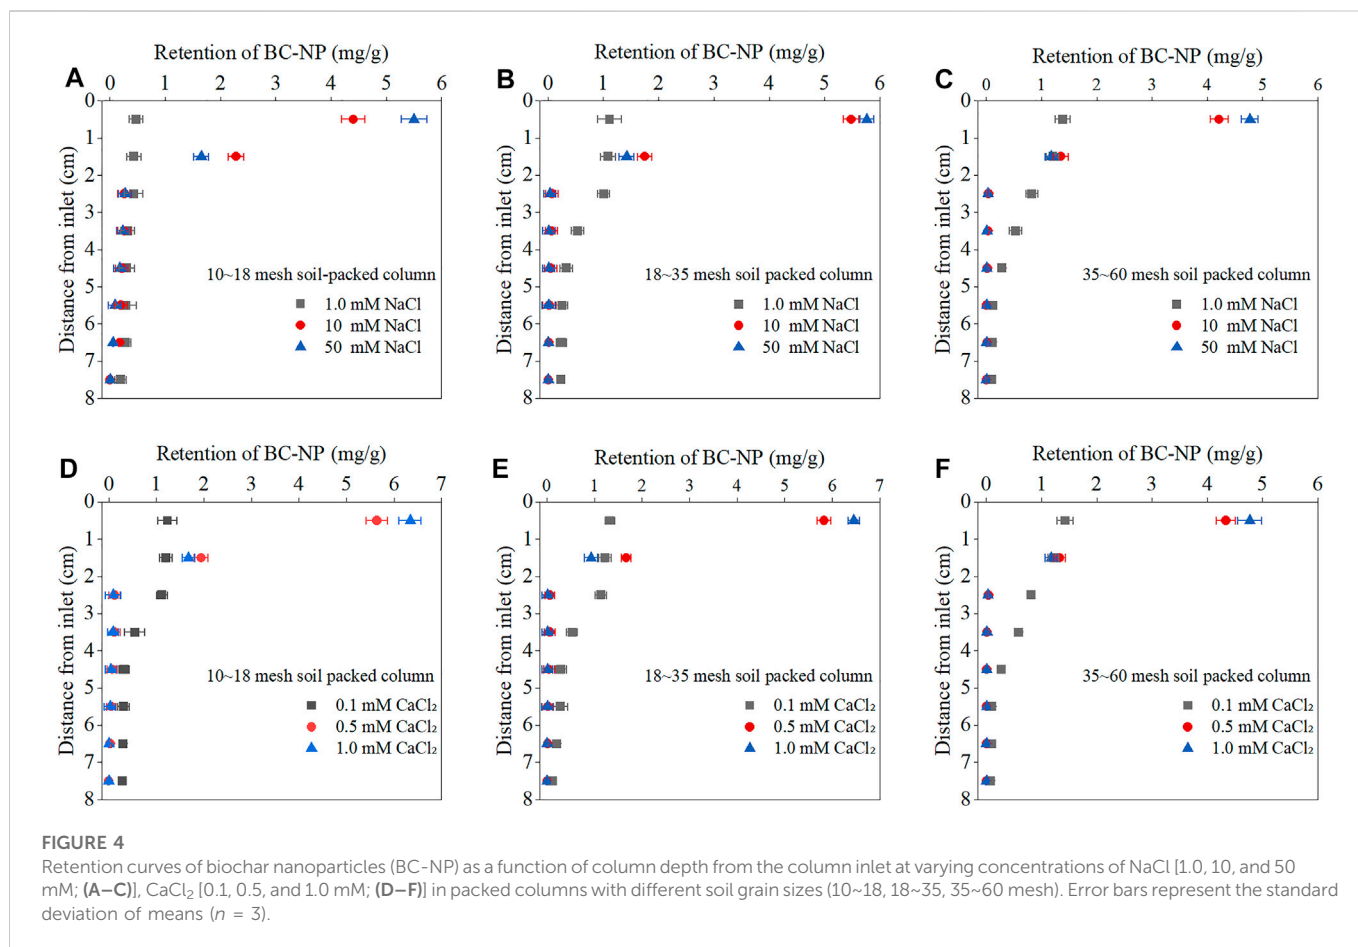 Retention of BC-NP (mg/g)
A
0 1 2 3 4 5 6
Distance from inlet (cm)
0
1
2
3
4
5
6
7
8
10~18 mesh soil-packed column
1.0 mM NaCl
10 mM NaCl
50 mM NaCl
Retention of BC-NP (mg/g)
B
0 1 2 3 4 5 6
Distance from inlet (cm)
0
1
2
3
4
5
6
7
8
18~35 mesh soil packed column
1.0 mM NaCl
10 mM NaCl
50 mM NaCl
Retention of BC-NP (mg/g)
C
0 1 2 3 4 5 6
Distance from inlet (cm)
0
1
2
3
4
5
6
7
8
35~60 mesh soil packed column
1.0 mM NaCl
10 mM NaCl
50 mM NaCl
Retention of BC-NP (mg/g)
D
0 1 2 3 4 5 6 7
Distance from inlet (cm)
0
1
2
3
4
5
6
7
8
10~18 mesh soil packed column
0.1 mM CaCl₂
0.5 mM CaCl₂
1.0 mM CaCl₂
Retention of BC-NP (mg/g)
E
0 1 2 3 4 5 6 7
Distance from inlet (cm)
0
1
2
3
4
5
6
7
8
18~35 mesh soil packed column
0.1 mM CaCl₂
0.5 mM CaCl₂
1.0 mM CaCl₂
Retention of BC-NP (mg/g)
F
0 1 2 3 4 5 6
Distance from inlet (cm)
0
1
2
3
4
5
6
7
8
35~60 mesh soil packed column
0.1 mM CaCl₂
0.5 mM CaCl₂
1.0 mM CaCl₂
FIGURE 4
Retention curves of biochar nanoparticles (BC-NP) as a function of column depth from the column inlet at varying concentrations of NaCl [1.0, 10, and 50
mM; (A–C)], CaCl₂ [0.1, 0.5, and 1.0 mM; (D–F)] in packed columns with different soil grain sizes (10~18, 18~35, 35~60 mesh). Error bars represent the standard
deviation of means (n = 3).